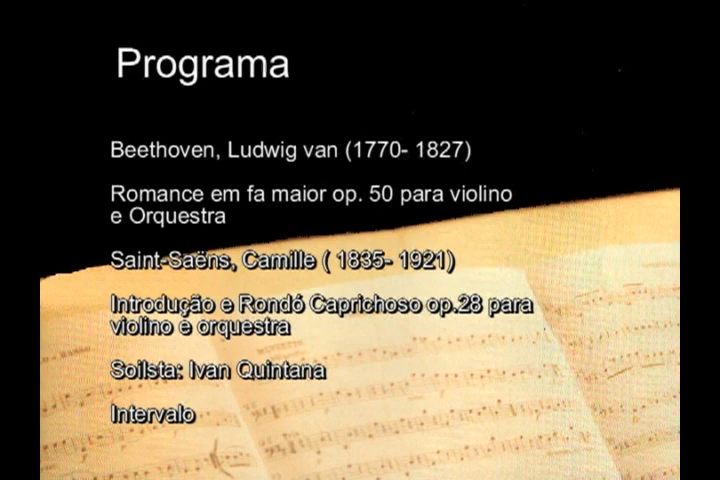 Programa
Beethoven, Ludwig van (1770- 1827)
Romance em fa maior op. 50 para violino
e Orquestra
Saint-Saëns, Camille ( 1835- 1921)
Introdução e Rondó Caprichoso op.28 para
violino e orquestra
Soilsta: Ivan Quintana
Intervalo